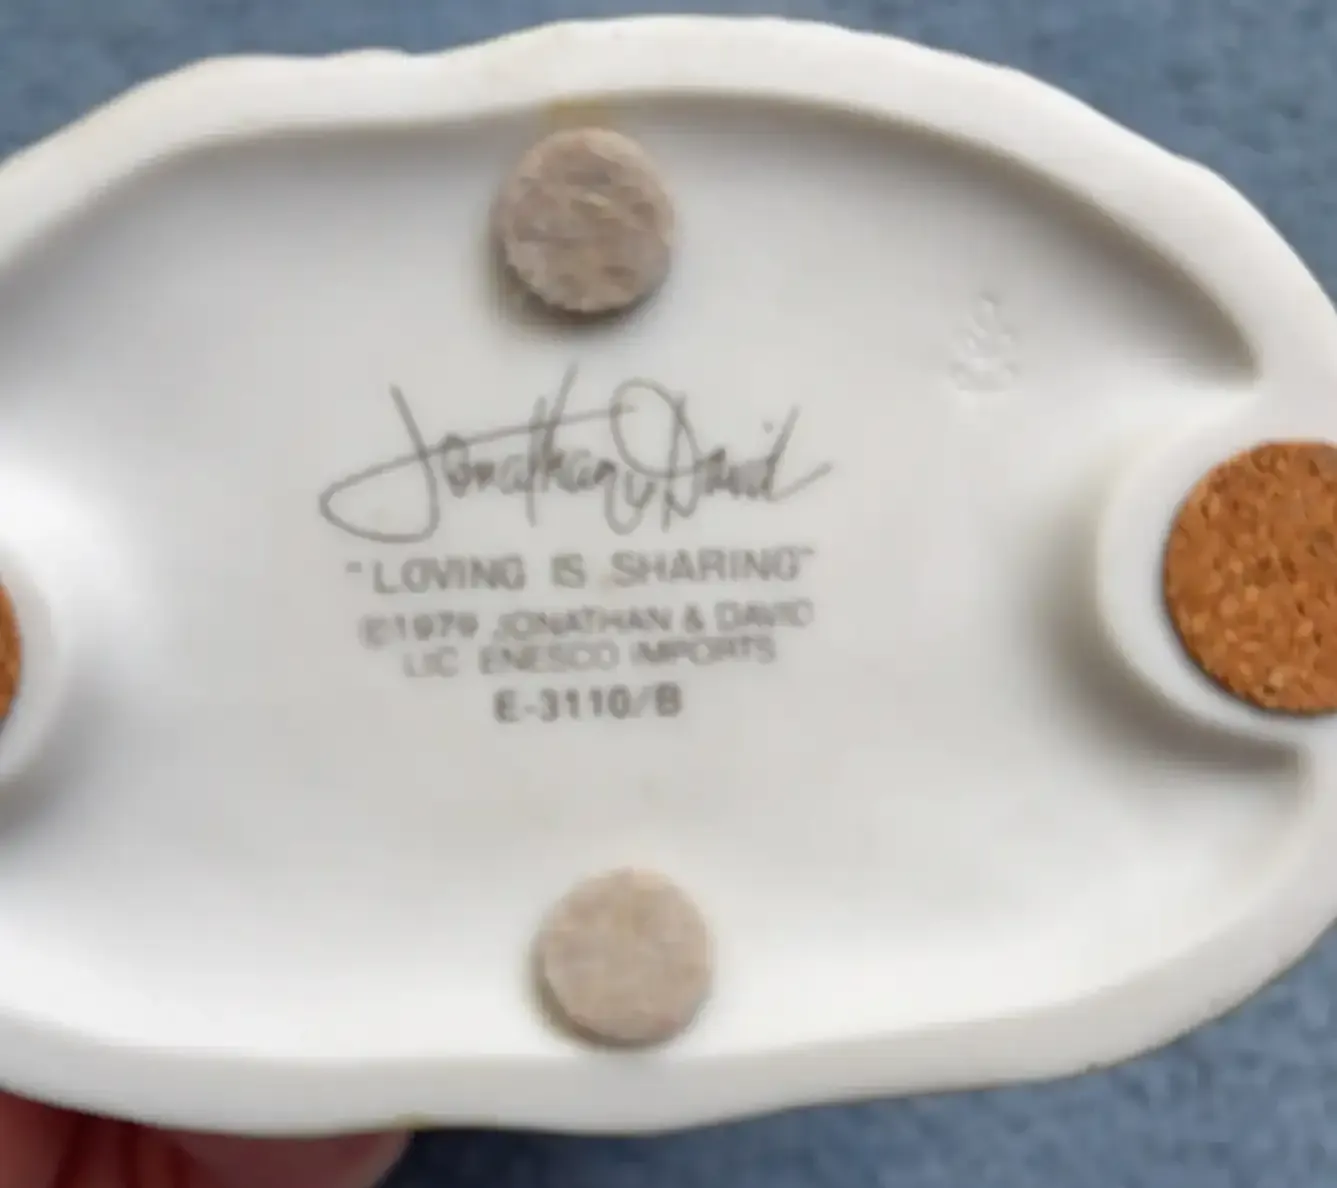 Jonathan & David
"LOVING IS SHARING"
©1979 JONATHAN & DAVID
LIC ENESCO IMPORTS
E-3110/B